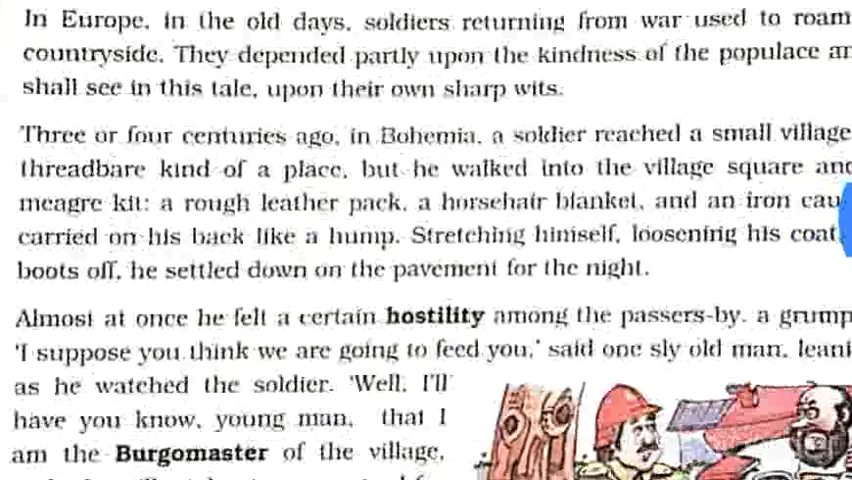 In Europe, in the old days, soldiers returning from war used to roam
countryside. They depended partly upon the kindness of the populace
shall see in this tale, upon their own sharp wits.
Three or four centuries ago, in Bohemia, a soldier reached a small village
threadbare kind of a place, but he walked into the village square and
meagre kit: a rough leather pack, a horsehair blanket, and an iron
carried on his back like a hump. Stretching himself, loosening his coat,
boots off, he settled down on the pavement for the night.
Almost at once he felt a certain hostility among the passers-by, a
'I suppose you think we are going to feed you,' said one sly old man,
as he watched the soldier. 'Well, I'll
have you know, young man, that I
am the Burgomaster of the village,